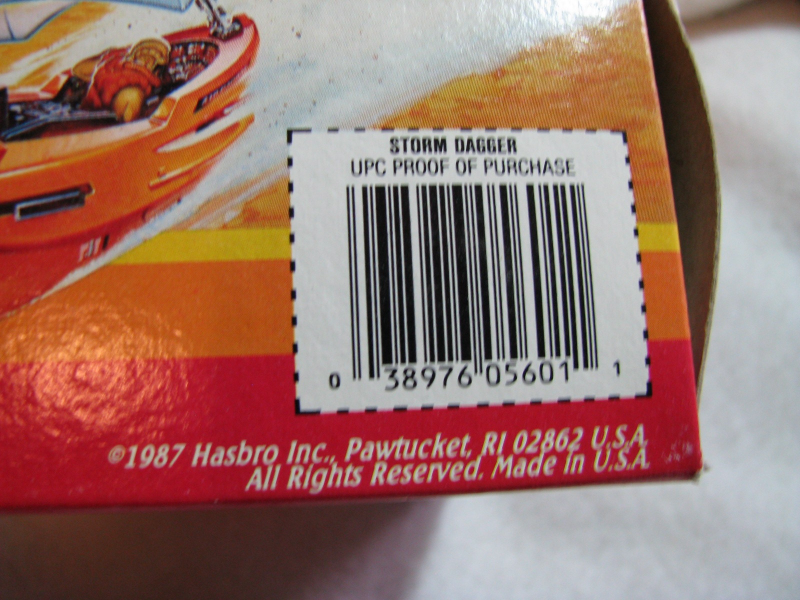 STORM DAGGER
UPC PROOF OF PURCHASE
0 38976 05601 1
©1987 Hasbro Inc., Pawtucket, RI 02862 U.S.A.
All Rights Reserved. Made in U.S.A.